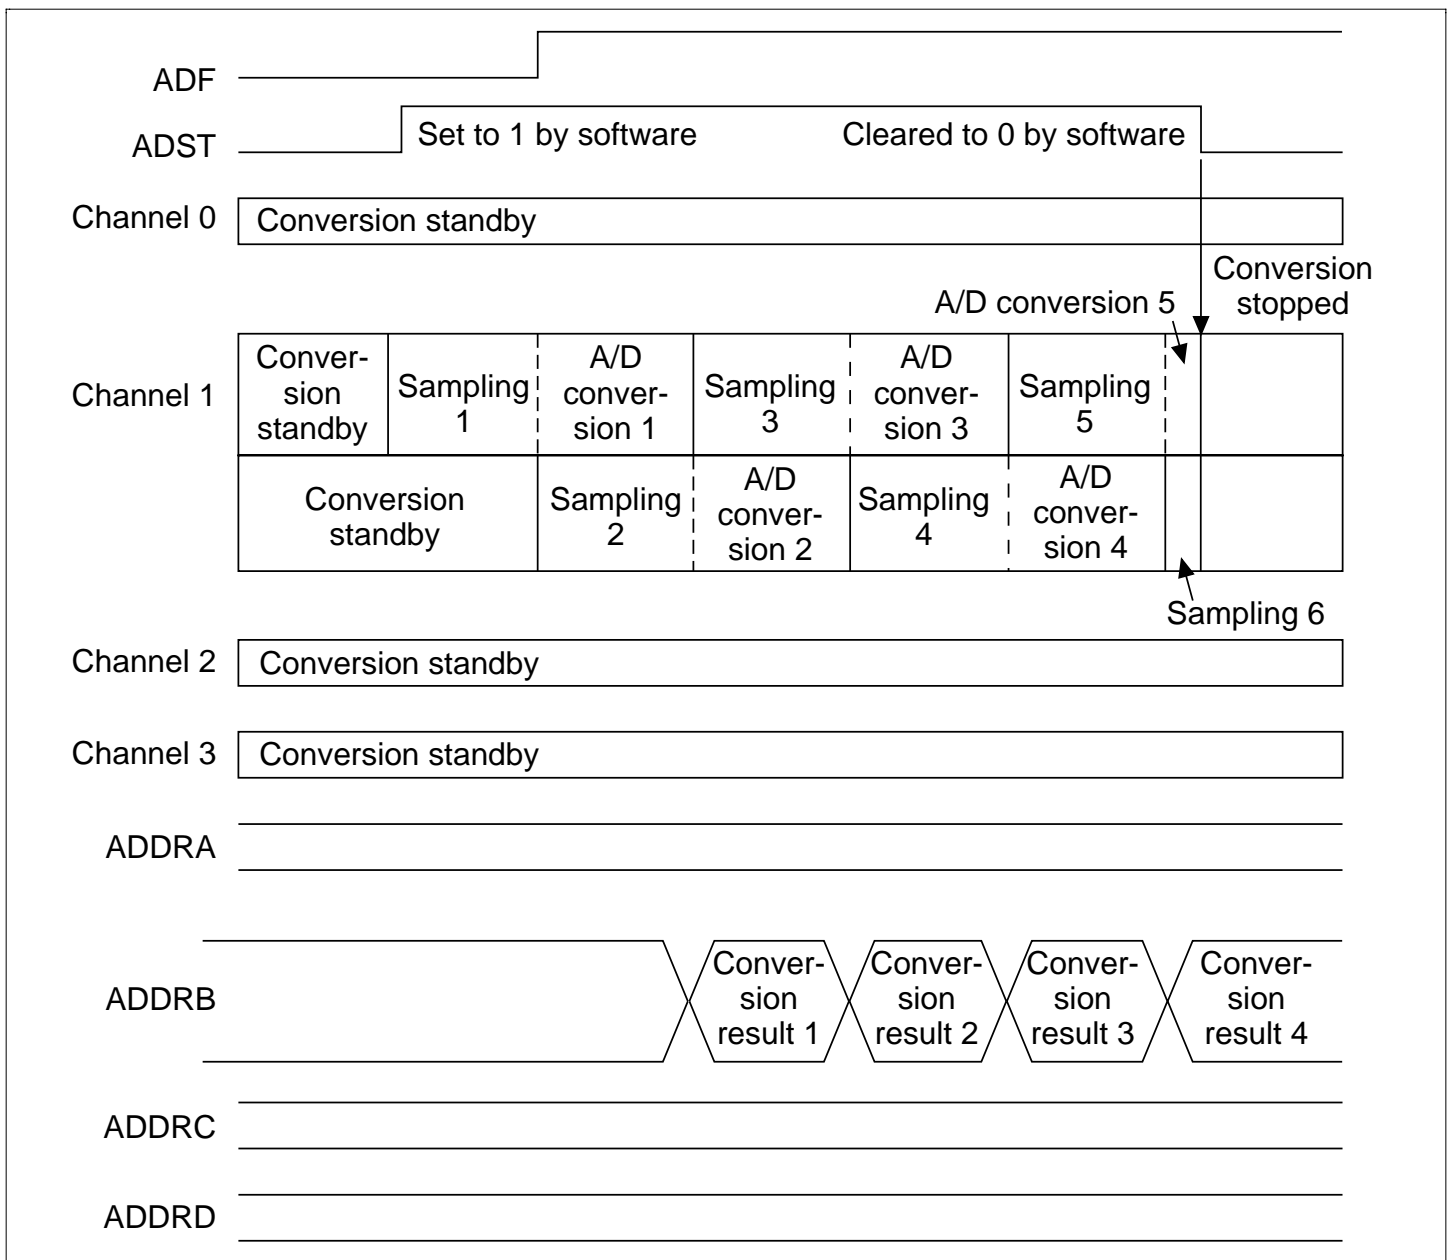 ADF
ADST
Set to 1 by software
Cleared to 0 by software
Channel 0
Conversion standby
Conversion
stopped
A/D conversion 5
Channel 1
Conver-
sion
standby
Sampling
1
A/D
conver-
sion 1
Sampling
3
A/D
conver-
sion 3
Sampling
5
Conversion
standby
Sampling
2
A/D
conver-
sion 2
Sampling
4
A/D
conver-
sion 4
Sampling 6
Channel 2
Conversion standby
Channel 3
Conversion standby
ADDRA
ADDRB
Conver-
sion
result 1
Conver-
sion
result 2
Conver-
sion
result 3
Conver-
sion
result 4
ADDRC
ADDRD